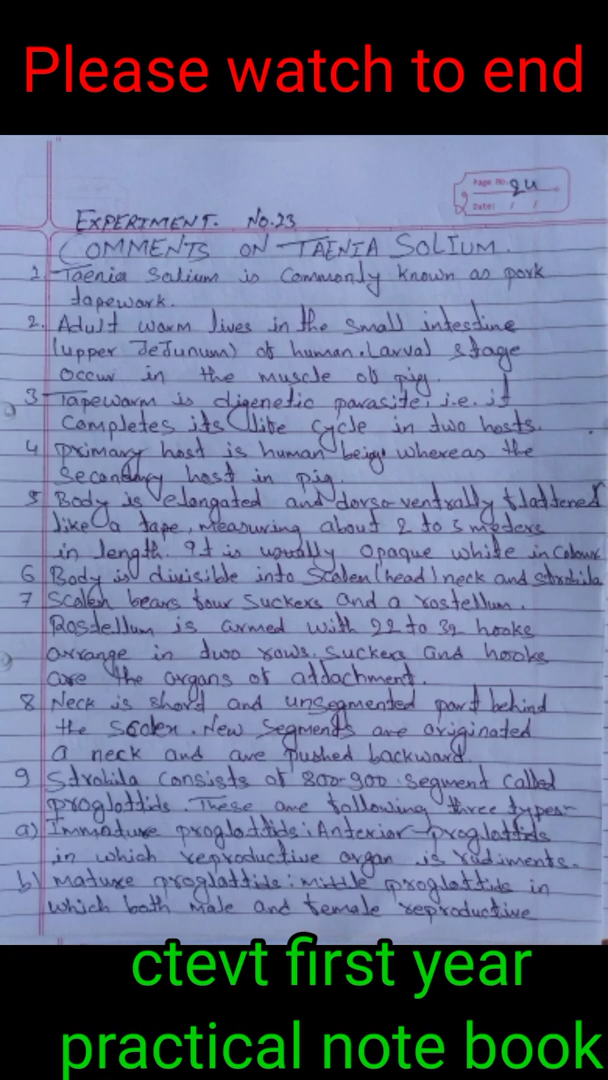 Please watch to end
Page No. 24
Date: / /
EXPERIMENT. No.23
COMMENTS ON TAENIA SOLIUM.
1. Taenia Solium is Commonly known as pork
tapework.
2. Adult worm lives in the small intestine
(upper JeJunum) of human. Larval stage
occur in the muscle of pig.
3 Tapewarm is digenetic parasite, i.e. it
Completes its life cycle in two hosts.
4 primary host is human being whereas the
Secondary host in pig.
5 Body is elongated and dorso-ventrally flattened
like a tape, measuring about 2 to 5 meters
in length. It is usually opaque white in Colour
6 Body is divisible into Scolex (head) neck and strobila
7 Scolex bears four Suckers and a rostellum.
Rostellum is armed with 22 to 32 hooks
arrange in two rows. Suckers and hooks
are the organs of attachment.
8 Neck is short and unsegmented part behind
the Scolex. New Segments are originated
a neck and are pushed backward.
9 Strobila Consists of 800-900 segment Called
proglottids. These are following three types-
a) Immature proglottids: Anterior proglottids
in which reproductive organ is rudiments.
b) mature proglattids: middle proglottids in
which both Male and female reproductive
ctevt first year
practical note book